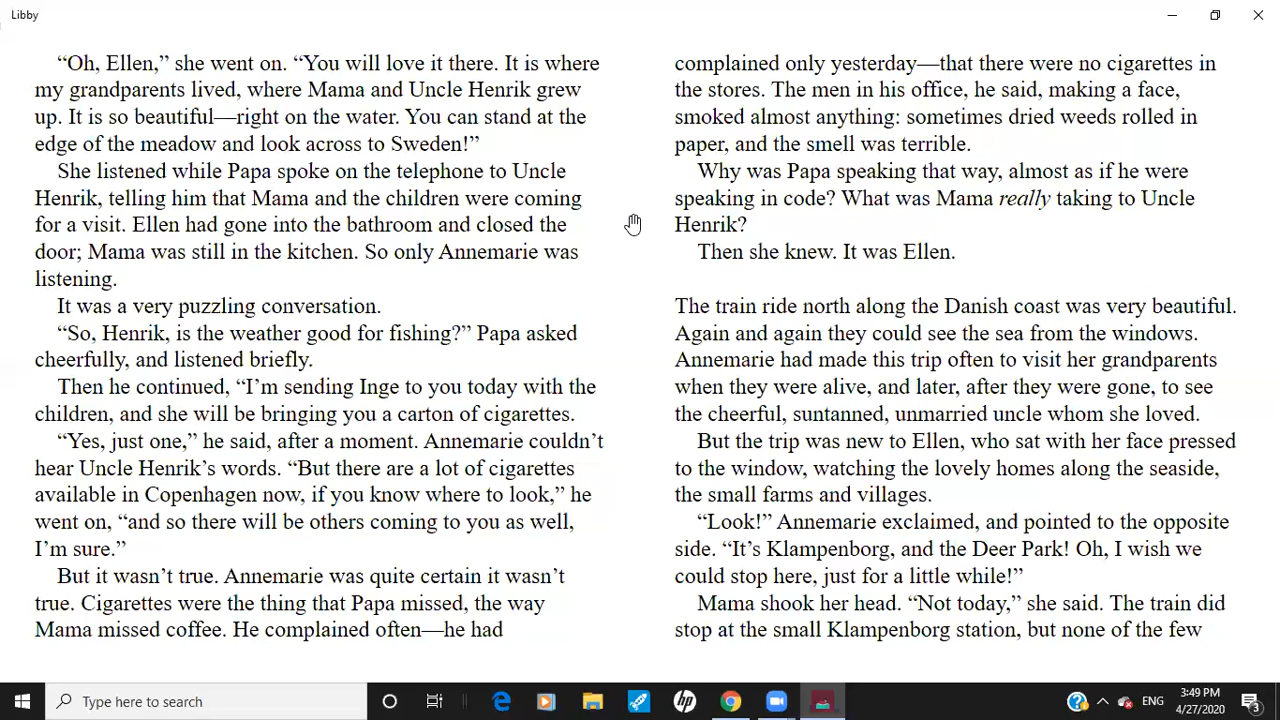 Libby
“Oh, Ellen,” she went on. “You will love it there. It is where
my grandparents lived, where Mama and Uncle Henrik grew
up. It is so beautiful—right on the water. You can stand at the
edge of the meadow and look across to Sweden!”
She listened while Papa spoke on the telephone to Uncle
Henrik, telling him that Mama and the children were coming
for a visit. Ellen had gone into the bathroom and closed the
door; Mama was still in the kitchen. So only Annemarie was
listening.
It was a very puzzling conversation.
“So, Henrik, is the weather good for fishing?” Papa asked
cheerfully, and listened briefly.
Then he continued, “I’m sending Inge to you today with the
children, and she will be bringing you a carton of cigarettes.
“Yes, just one,” he said, after a moment. Annemarie couldn’t
hear Uncle Henrik’s words. “But there are a lot of cigarettes
available in Copenhagen now, if you know where to look,” he
went on, “and so there will be others coming to you as well,
I’m sure.”
But it wasn’t true. Annemarie was quite certain it wasn’t
true. Cigarettes were the thing that Papa missed, the way
Mama missed coffee. He complained often—he had
complained only yesterday—that there were no cigarettes in
the stores. The men in his office, he said, making a face,
smoked almost anything: sometimes dried weeds rolled in
paper, and the smell was terrible.
Why was Papa speaking that way, almost as if he were
speaking in code? What was Mama really taking to Uncle
Henrik?
Then she knew. It was Ellen.
The train ride north along the Danish coast was very beautiful.
Again and again they could see the sea from the windows.
Annemarie had made this trip often to visit her grandparents
when they were alive, and later, after they were gone, to see
the cheerful, suntanned, unmarried uncle whom she loved.
But the trip was new to Ellen, who sat with her face pressed
to the window, watching the lovely homes along the seaside,
the small farms and villages.
“Look!” Annemarie exclaimed, and pointed to the opposite
side. “It’s Klampenborg, and the Deer Park! Oh, I wish we
could stop here, just for a little while!”
Mama shook her head. “Not today,” she said. The train did
stop at the small Klampenborg station, but none of the few
Type here to search
hp
ENG
3:49 PM
4/27/2020
3